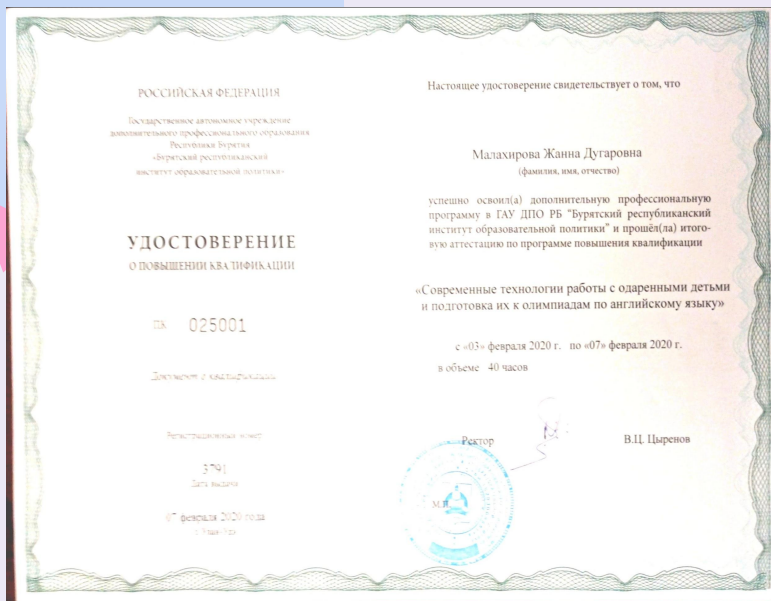 РОССИЙСКАЯ ФЕДЕРАЦИЯ
Государственное автономное учреждение
дополнительного профессионального образования
Республики Бурятия
«Бурятский республиканский
институт образовательной политики»
УДОСТОВЕРЕНИЕ
О ПОВЫШЕНИИ КВАЛИФИКАЦИИ
ПК 025001
Документ о квалификации
Регистрационный номер
3791
Дата выдачи
07 февраля 2020 года
г. Улан-Удэ
Настоящее удостоверение свидетельствует о том, что
Малахирова Жанна Дугаровна
(фамилия, имя, отчество)
успешно освоил(а) дополнительную профессиональную
программу в ГАУ ДПО РБ "Бурятский республиканский
институт образовательной политики" и прошёл(ла) итого-
вую аттестацию по программе повышения квалификации
«Современные технологии работы с одаренными детьми
и подготовка их к олимпиадам по английскому языку»
с «03» февраля 2020 г. по «07» февраля 2020 г.
в объеме 40 часов
Ректор В.Ц. Цыренов
М.П.